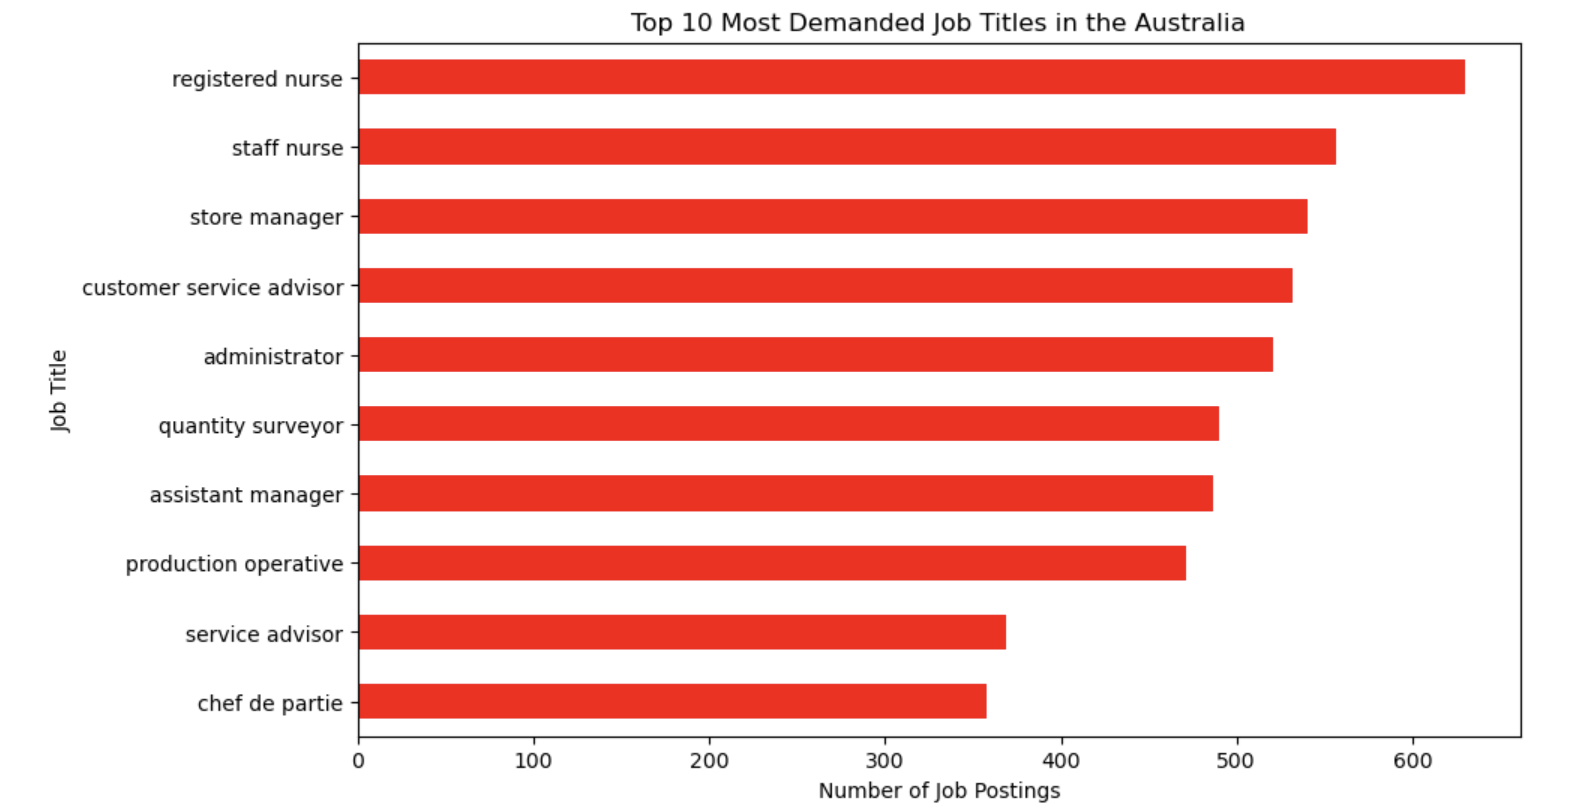 Top 10 Most Demanded Job Titles in the Australia
registered nurse
staff nurse
store manager
customer service advisor
administrator
quantity surveyor
assistant manager
production operative
service advisor
chef de partie
Job Title
0 100 200 300 400 500 600
Number of Job Postings